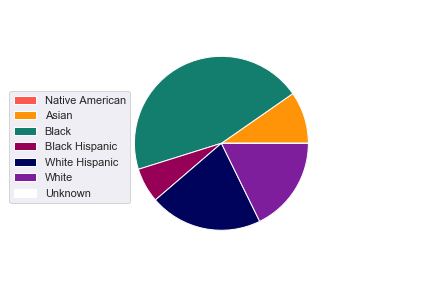 Native American
Asian
Black
Black Hispanic
White Hispanic
White
Unknown